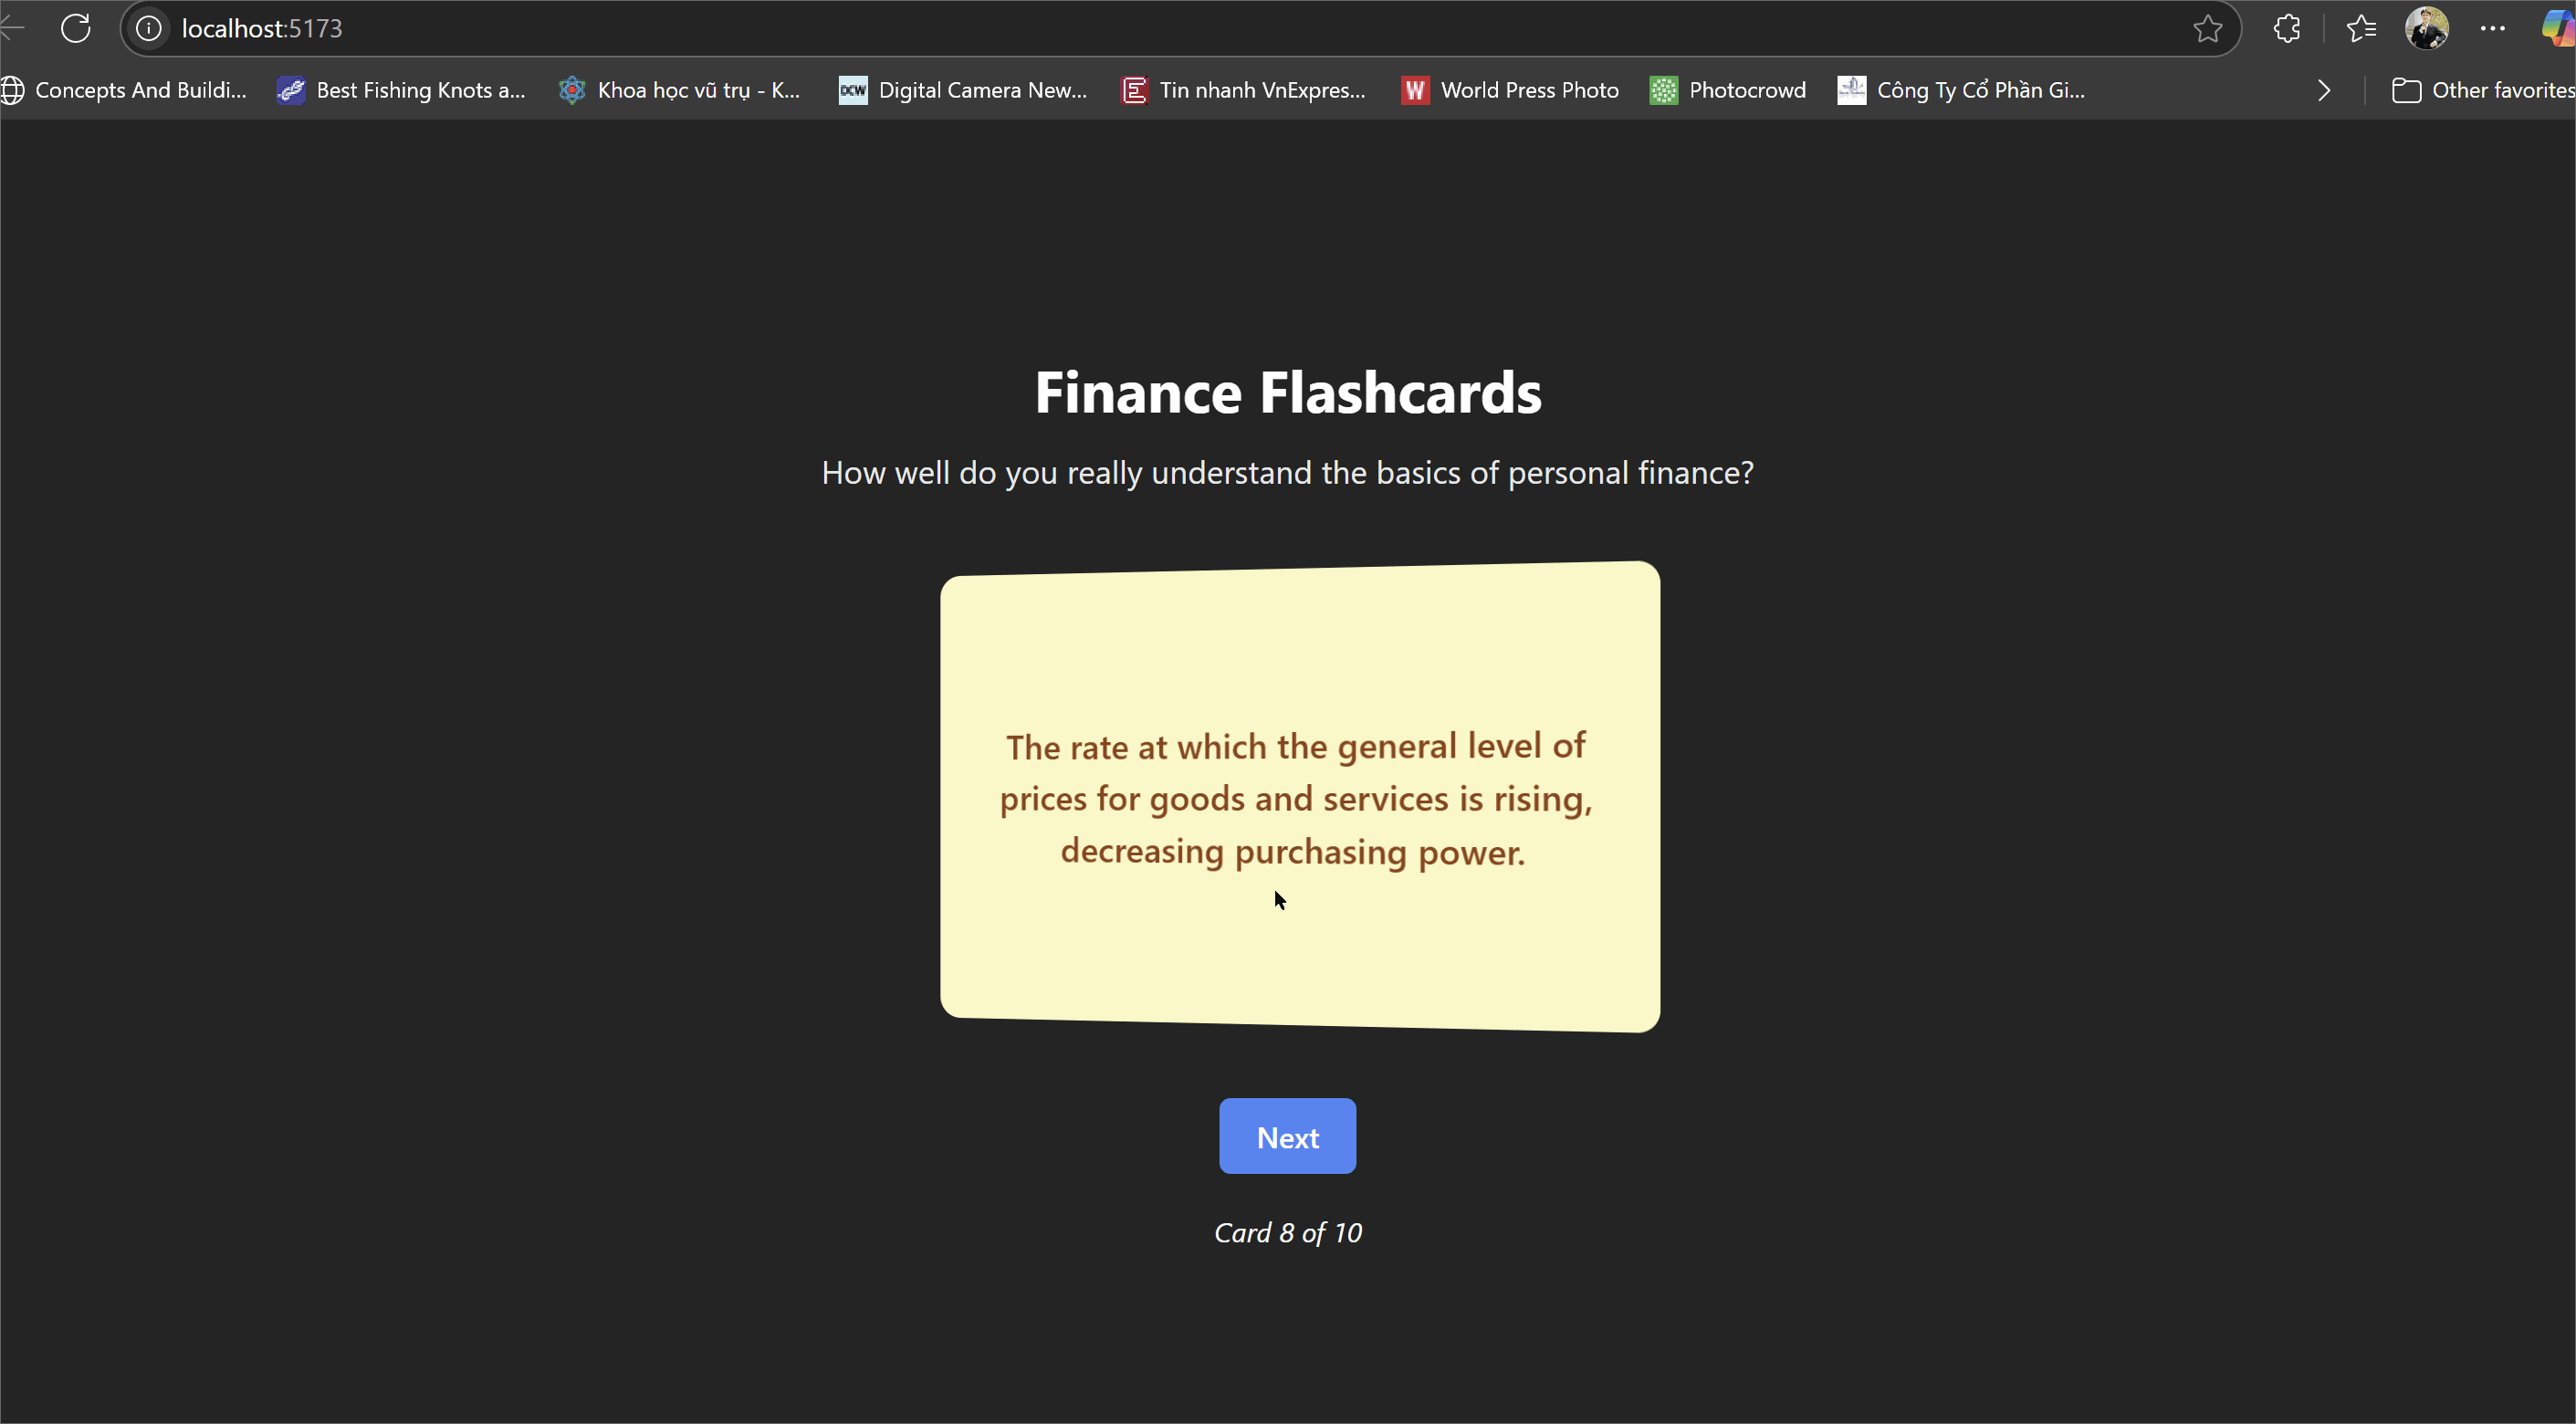 localhost:5173
Concepts And Buildi...
Best Fishing Knots a...
Khoa học vũ trụ - K...
DCW
Digital Camera New...
E
Tin nhanh VnExpres...
W
World Press Photo
Photocrowd
Công Ty Cổ Phần Gi...
Other favorites
Finance Flashcards
How well do you really understand the basics of personal finance?
The rate at which the general level of
prices for goods and services is rising,
decreasing purchasing power.
Next
Card 8 of 10